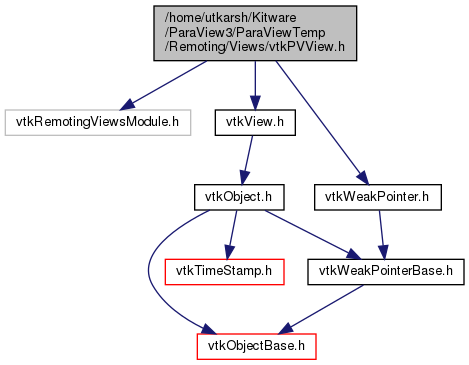 /home/utkarsh/Kitware
/ParaView3/ParaViewTemp
/Remoting/Views/vtkPVView.h
vtkRemotingViewsModule.h
vtkView.h
vtkObject.h
vtkWeakPointer.h
vtkTimeStamp.h
vtkWeakPointerBase.h
vtkObjectBase.h